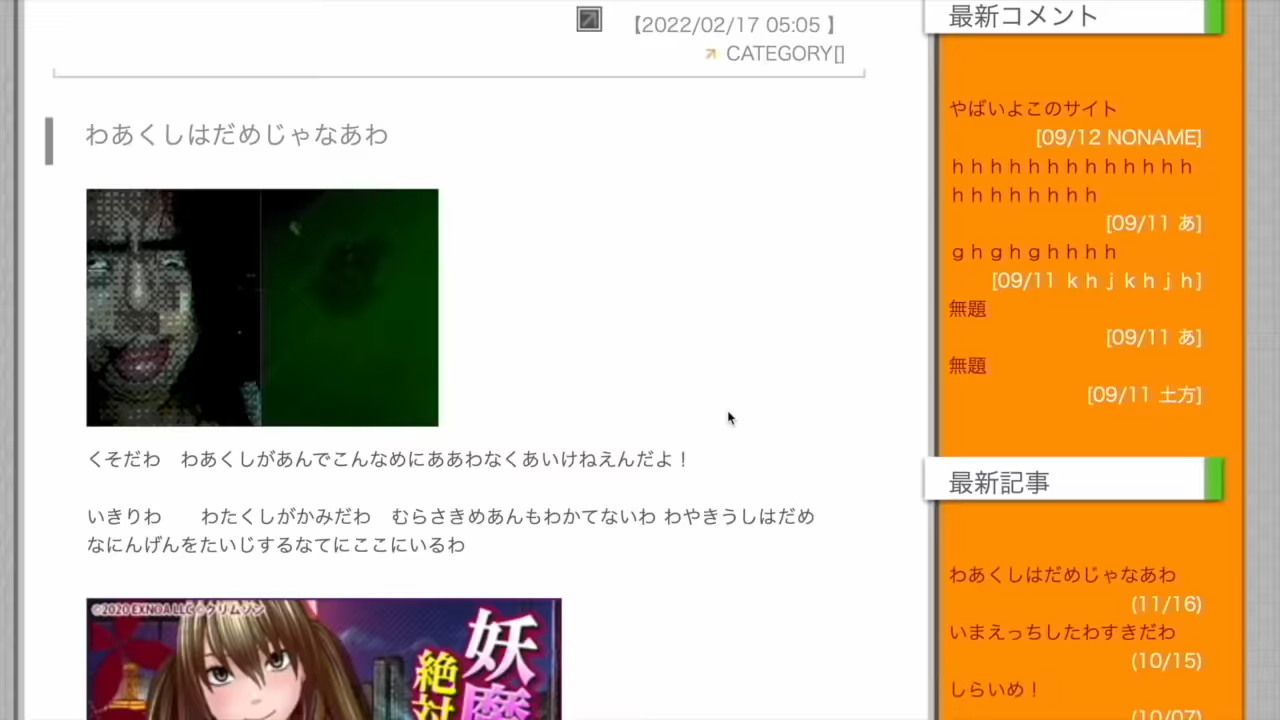 【2022/02/17 05:05 】
CATEGORY[]
わあくしはだめじゃなあわ
くそだわ　わあくしがあんでこんなめにああわなくあいけねえんだよ！
いきりわ　　わたくしがかみだわ　むらさきめあんもわかてないわ わやきうしはだめ
なにんげんをたいじするなてにここにいるわ
©2020 EXNOA LLC ©クリムゾン
妖魔
絶対
最新コメント
やばいよこのサイト
[09/12 NONAME]
ｈｈｈｈｈｈｈｈｈｈｈｈｈ
ｈｈｈｈｈｈｈｈ
[09/11 あ]
ｇｈｇｈｇｈｈｈｈ
[09/11 ｋｈｊｋｈｊｈ]
無題
[09/11 あ]
無題
[09/11 土方]
最新記事
わあくしはだめじゃなあわ
(11/16)
いまえっちしたわすきだわ
(10/15)
しらいめ！
(10/07)